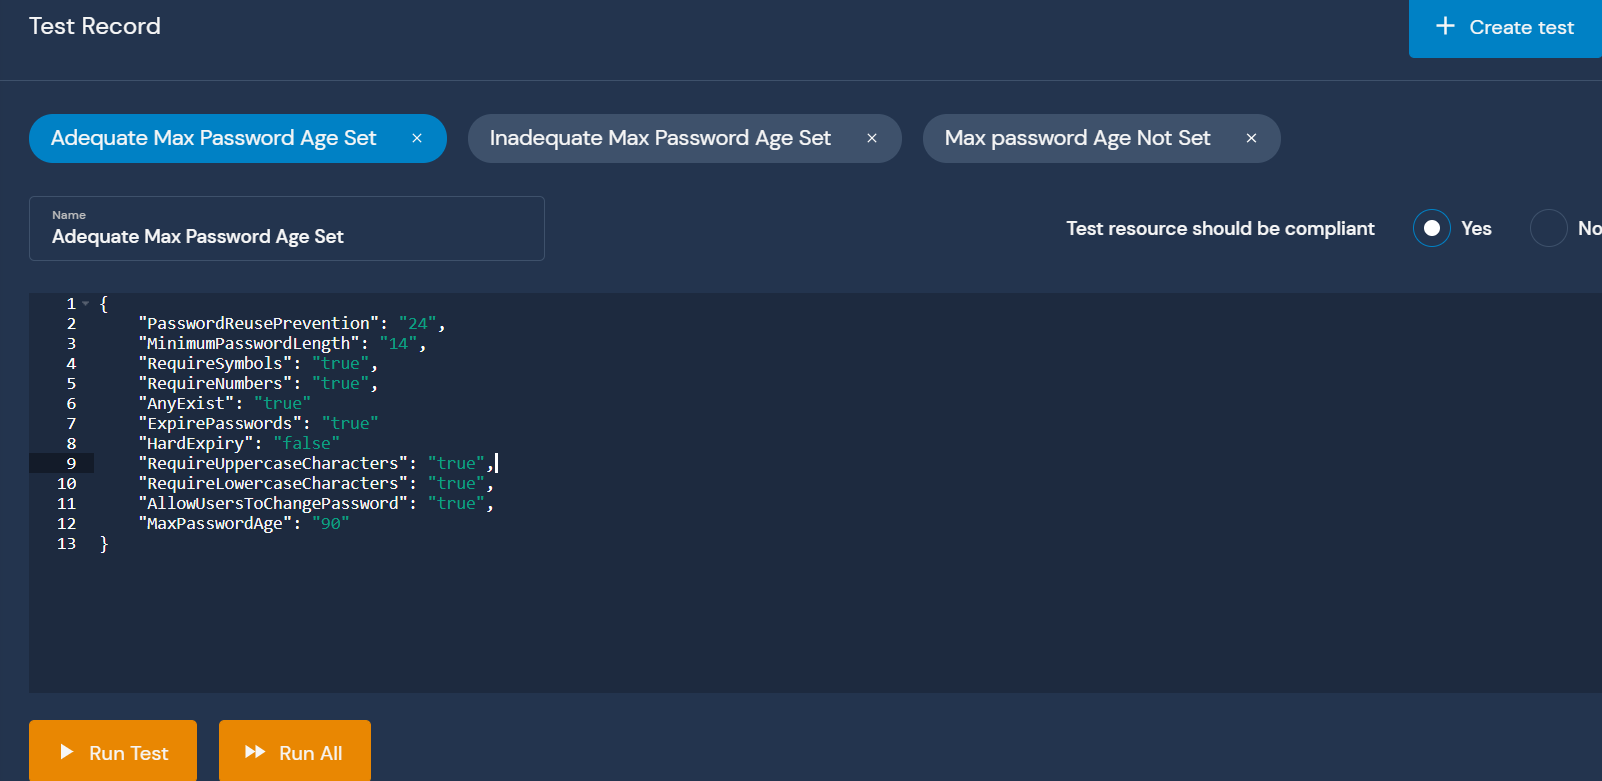 Test Record
+ Create test
Adequate Max Password Age Set ×
Inadequate Max Password Age Set ×
Max password Age Not Set ×
Name
Adequate Max Password Age Set
Test resource should be compliant
Yes
No
1 {
2 "PasswordReusePrevention": "24",
3 "MinimumPasswordLength": "14",
4 "RequireSymbols": "true",
5 "RequireNumbers": "true",
6 "AnyExist": "true"
7 "ExpirePasswords": "true"
8 "HardExpiry": "false"
9 "RequireUppercaseCharacters": "true",
10 "RequireLowercaseCharacters": "true",
11 "AllowUsersToChangePassword": "true",
12 "MaxPasswordAge": "90"
13 }
Run Test
Run All